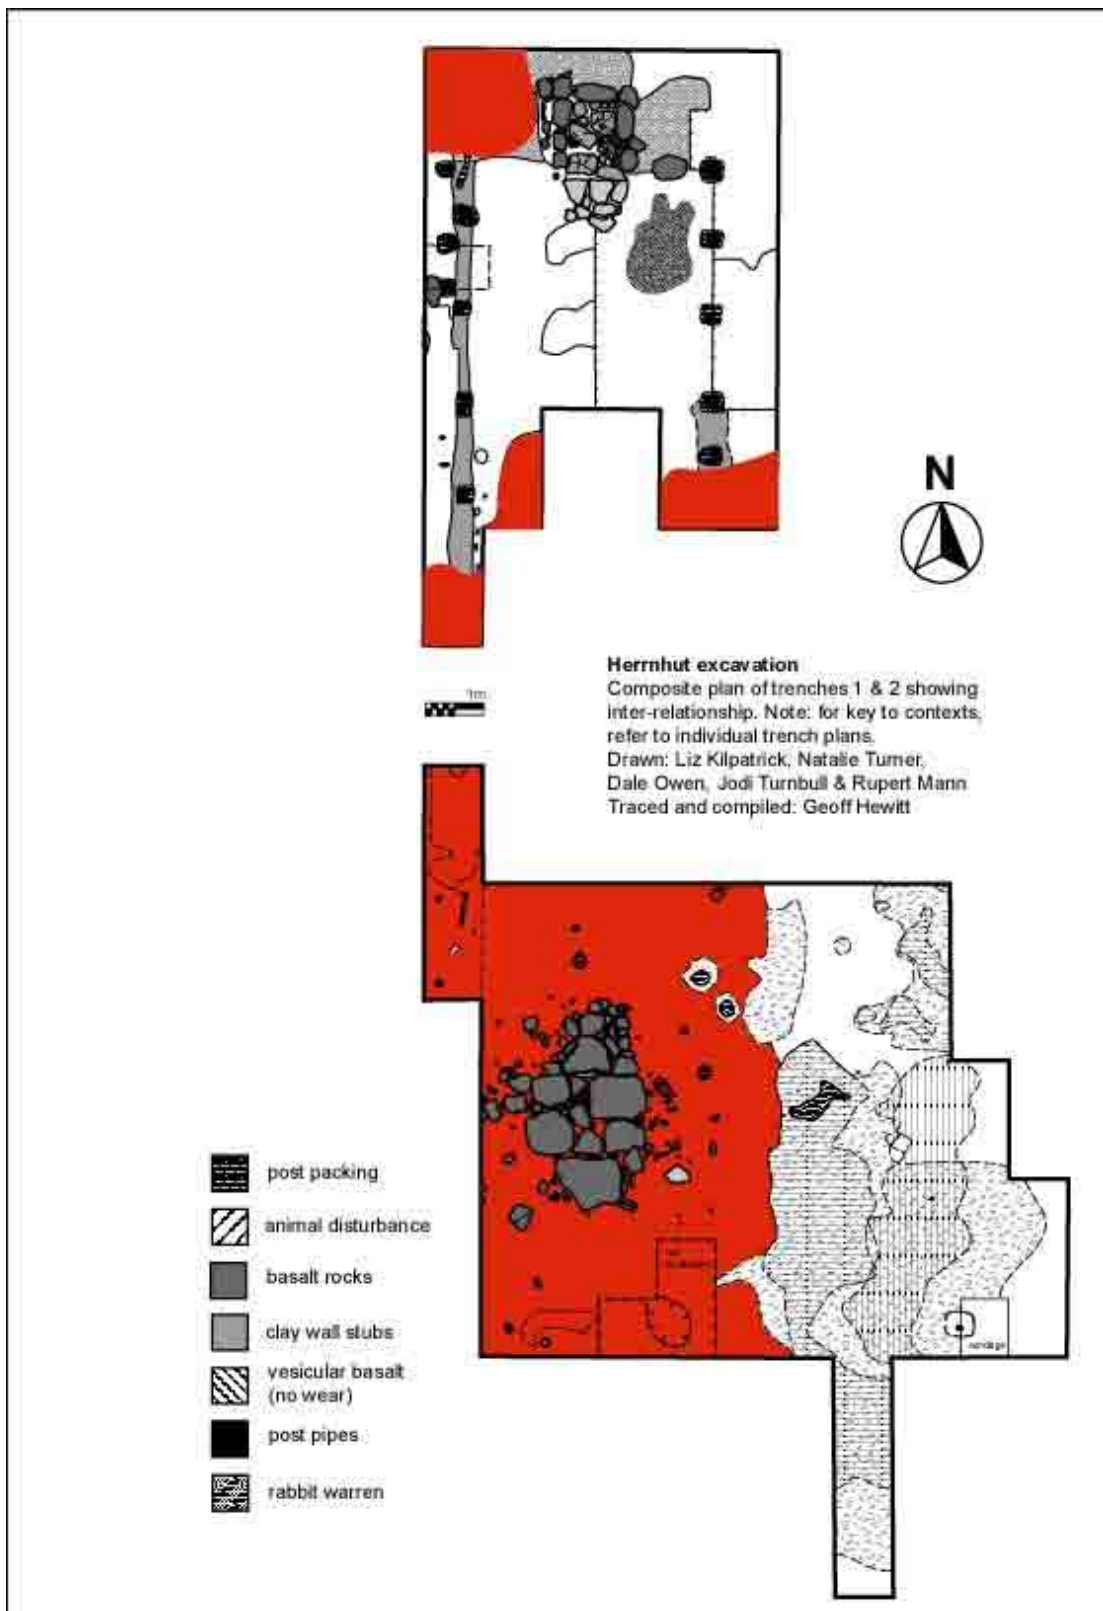 N
Herrnhut excavation
Composite plan of trenches 1 & 2 showing
inter-relationship. Note: for key to contexts,
refer to individual trench plans.
Drawn: Liz Kilpatrick, Natalie Turner,
Dale Owen, Jodi Turnbull & Rupert Mann
Traced and compiled: Geoff Hewitt
1m
post packing
animal disturbance
basalt rocks
clay wall stubs
vesicular basalt
(no wear)
post pipes
rabbit warren
sondage